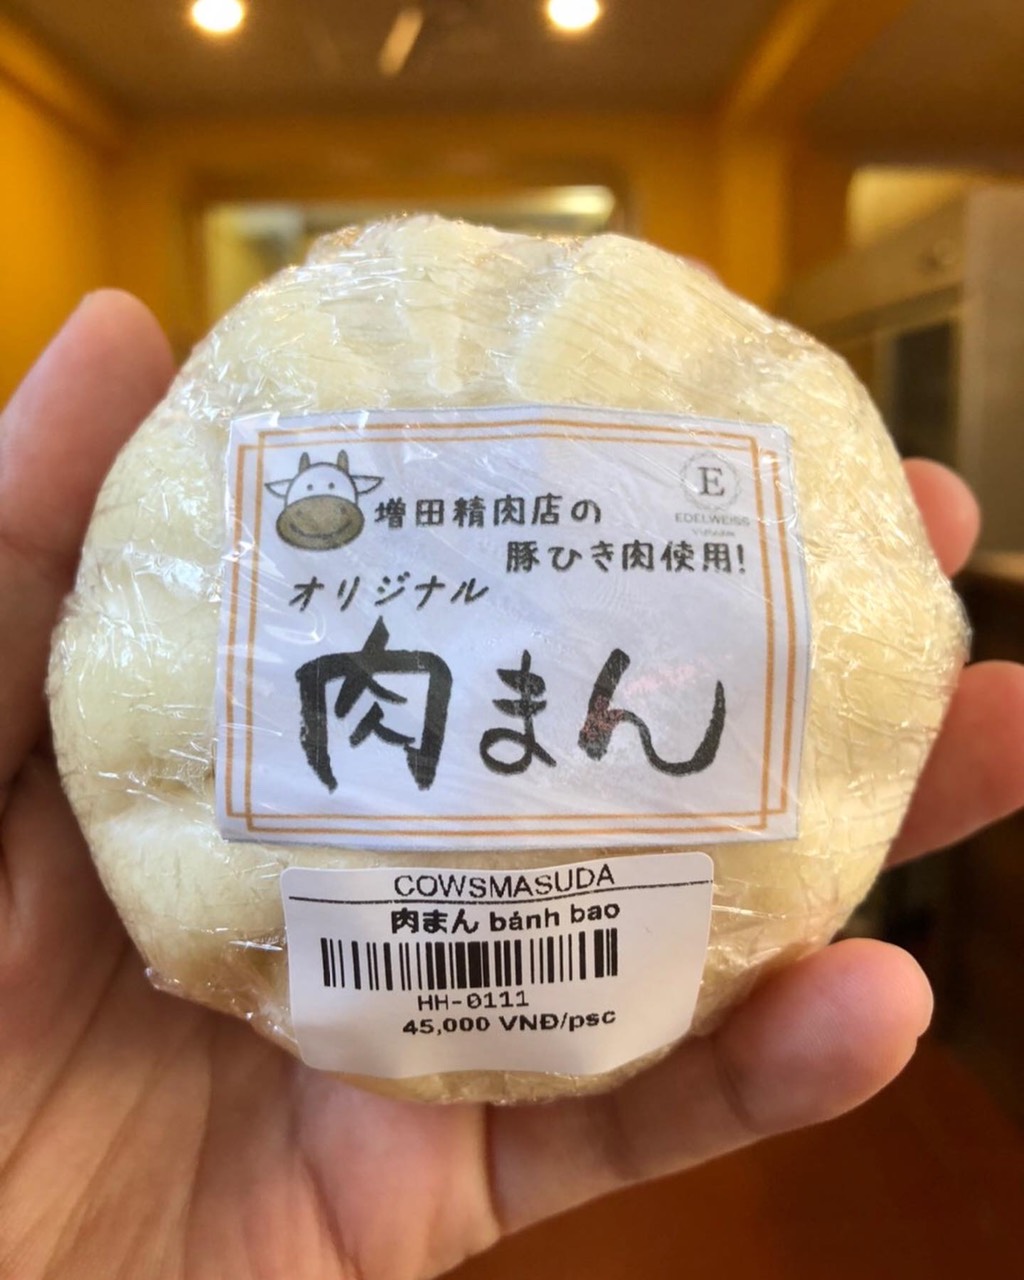 増田精肉店の
豚ひき肉使用!
E
EDELWEISS
オリジナル
肉まん
COWSMASUDA
肉まん bánh bao
HH-0111
45,000 VNĐ/psc